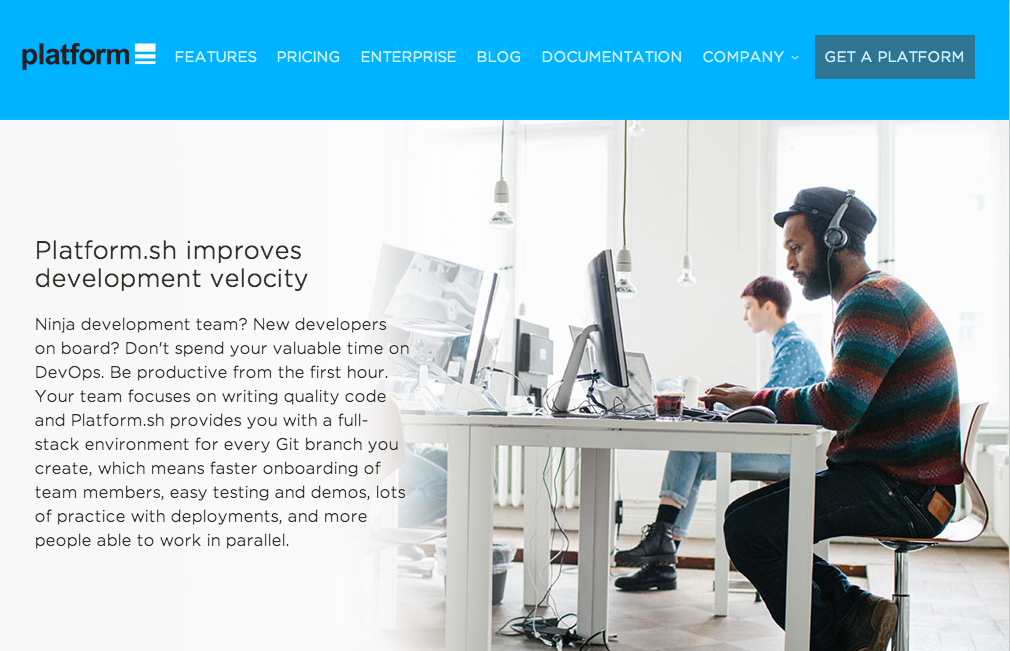 platform FEATURES PRICING ENTERPRISE BLOG DOCUMENTATION COMPANY GET A PLATFORM
Platform.sh improves
development velocity
Ninja development team? New developers
on board? Don't spend your valuable time on
DevOps. Be productive from the first hour.
Your team focuses on writing quality code
and Platform.sh provides you with a full-
stack environment for every Git branch you
create, which means faster onboarding of
team members, easy testing and demos, lots
of practice with deployments, and more
people able to work in parallel.